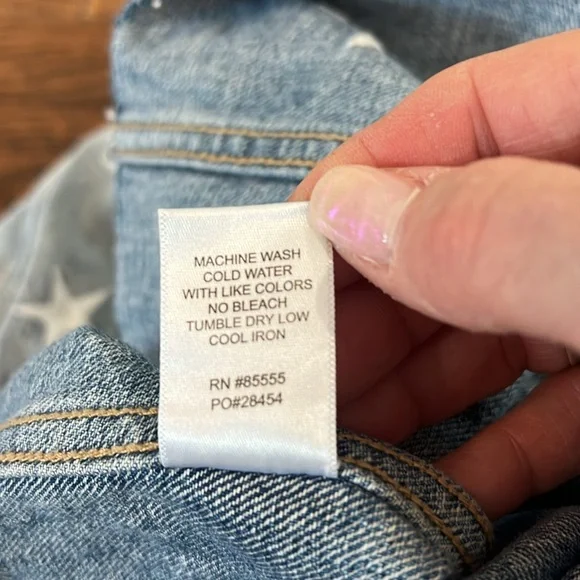 MACHINE WASH
COLD WATER
WITH LIKE COLORS
NO BLEACH
TUMBLE DRY LOW
COOL IRON
RN #85555
PO#28454